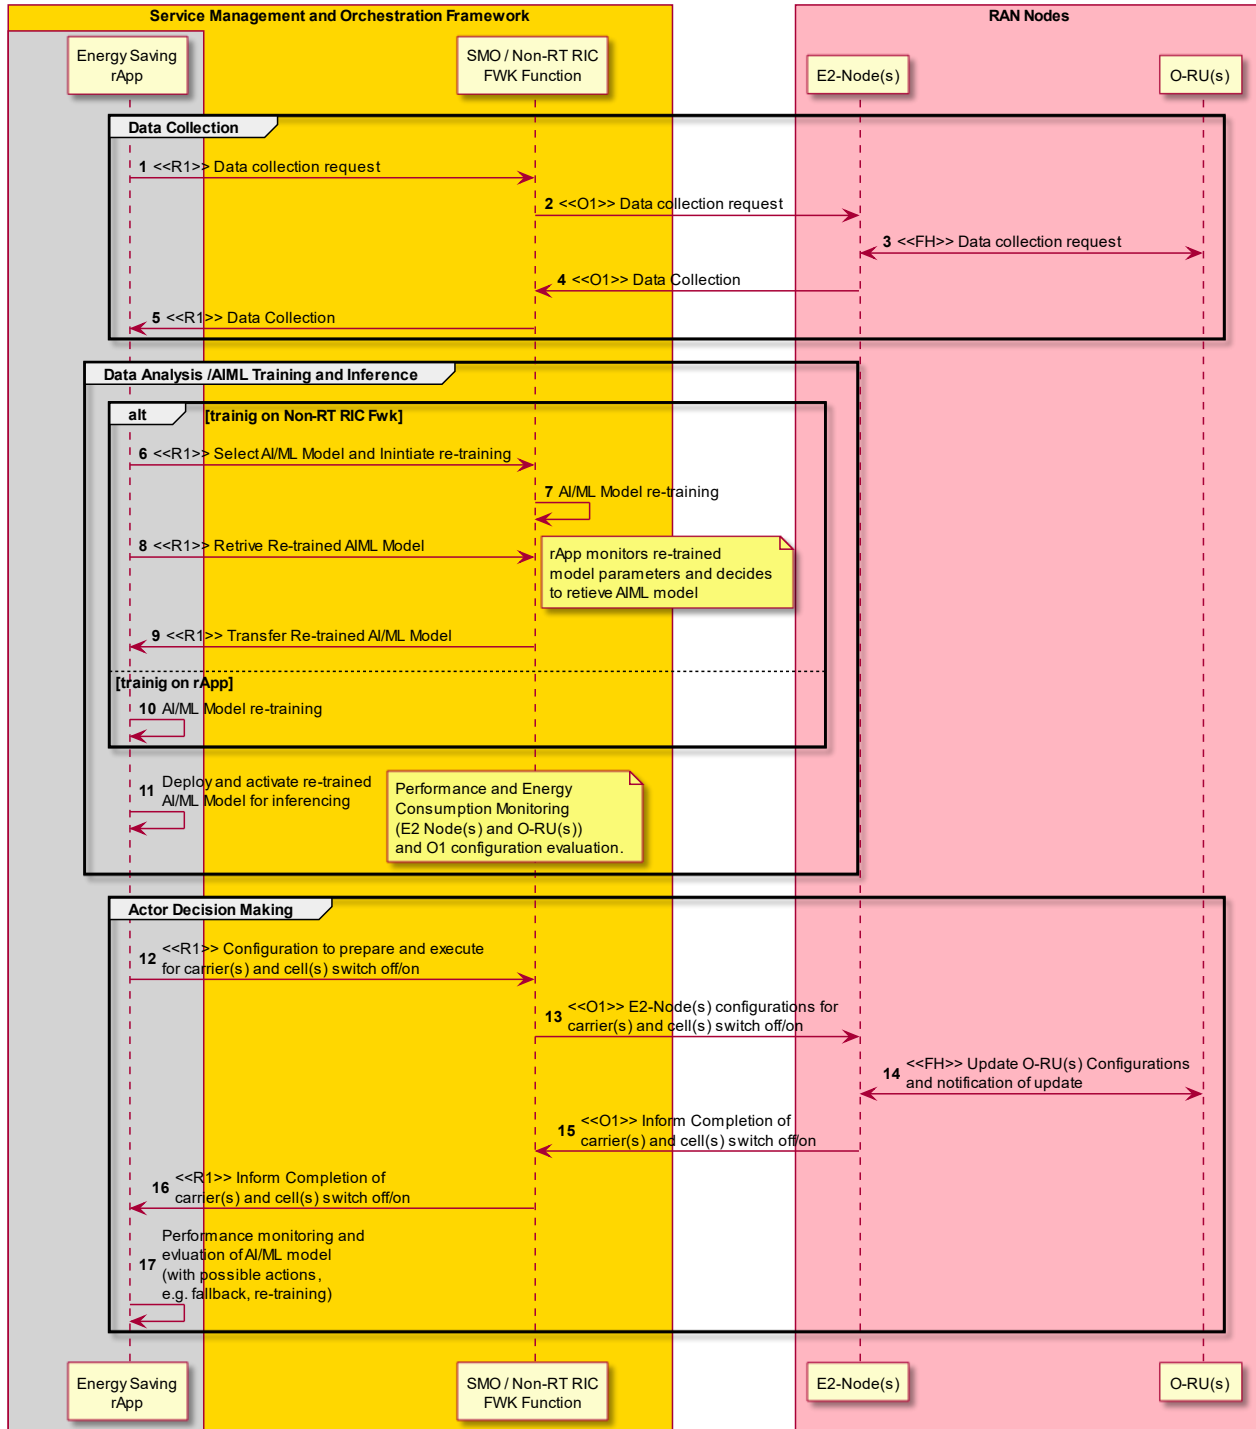 Service Management and Orchestration Framework
RAN Nodes
Energy Saving
rApp
SMO / Non-RT RIC
FWK Function
E2-Node(s)
O-RU(s)
Data Collection
1 <<R1>> Data collection request
2 <<O1>> Data collection request
3 <<FH>> Data collection request
4 <<O1>> Data Collection
5 <<R1>> Data Collection
Data Analysis /AIML Training and Inference
alt [trainig on Non-RT RIC Fwk]
6 <<R1>> Select AI/ML Model and Inintiate re-training
7 AI/ML Model re-training
8 <<R1>> Retrive Re-trained AIML Model
rApp monitors re-trained
model parameters and decides
to retieve AIML model
9 <<R1>> Transfer Re-trained AI/ML Model
[trainig on rApp]
10 AI/ML Model re-training
11 Deploy and activate re-trained
AI/ML Model for inferencing
Performance and Energy
Consumption Monitoring
(E2 Node(s) and O-RU(s))
and O1 configuration evaluation.
Actor Decision Making
12 <<R1>> Configuration to prepare and execute
for carrier(s) and cell(s) switch off/on
13 <<O1>> E2-Node(s) configurations for
carrier(s) and cell(s) switch off/on
14 <<FH>> Update O-RU(s) Configurations
and notification of update
15 <<O1>> Inform Completion of
carrier(s) and cell(s) switch off/on
16 <<R1>> Inform Completion of
carrier(s) and cell(s) switch off/on
17 Performance monitoring and
evluation of AI/ML model
(with possible actions,
e.g. fallback, re-training)
Energy Saving
rApp
SMO / Non-RT RIC
FWK Function
E2-Node(s)
O-RU(s)